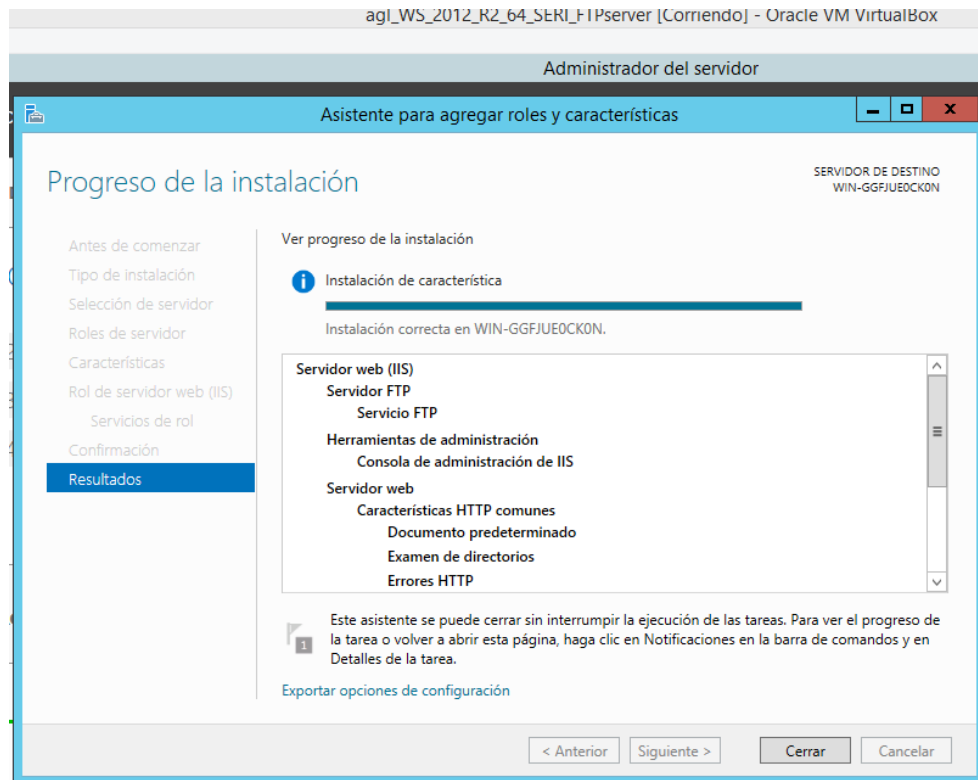 agl_WS_2012_R2_64_SERI_FTPserver [Corriendo] - Oracle VM VirtualBox
Administrador del servidor
Asistente para agregar roles y características
Progreso de la instalación
SERVIDOR DE DESTINO
WIN-GGFJUE0CK0N
Antes de comenzar
Tipo de instalación
Selección de servidor
Roles de servidor
Características
Rol de servidor web (IIS)
Servicios de rol
Confirmación
Resultados
Ver progreso de la instalación
Instalación de característica
Instalación correcta en WIN-GGFJUE0CK0N.
Servidor web (IIS)
Servidor FTP
Servicio FTP
Herramientas de administración
Consola de administración de IIS
Servidor web
Características HTTP comunes
Documento predeterminado
Examen de directorios
Errores HTTP
1
Este asistente se puede cerrar sin interrumpir la ejecución de las tareas. Para ver el progreso de
la tarea o volver a abrir esta página, haga clic en Notificaciones en la barra de comandos y en
Detalles de la tarea.
Exportar opciones de configuración
< Anterior
Siguiente >
Cerrar
Cancelar